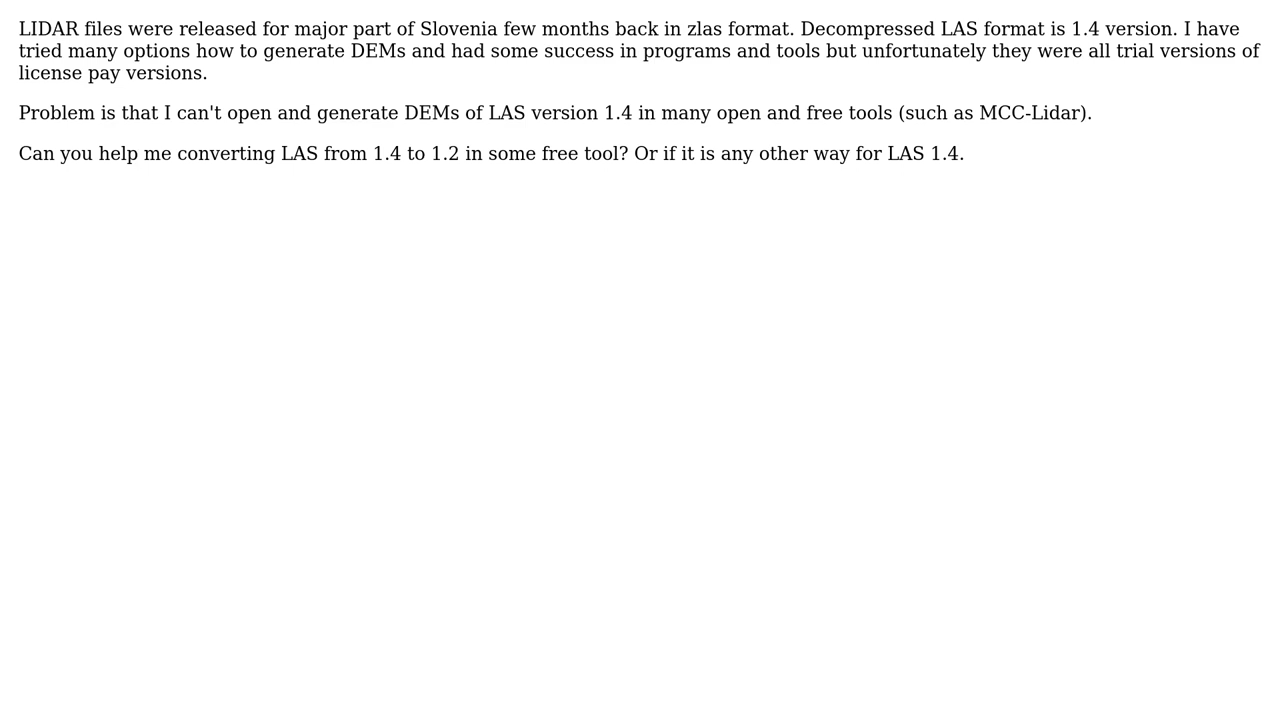 LIDAR files were released for major part of Slovenia few months back in zlas format. Decompressed LAS format is 1.4 version. I have
tried many options how to generate DEMs and had some success in programs and tools but unfortunately they were all trial versions of
license pay versions.
Problem is that I can't open and generate DEMs of LAS version 1.4 in many open and free tools (such as MCC-Lidar).
Can you help me converting LAS from 1.4 to 1.2 in some free tool? Or if it is any other way for LAS 1.4.